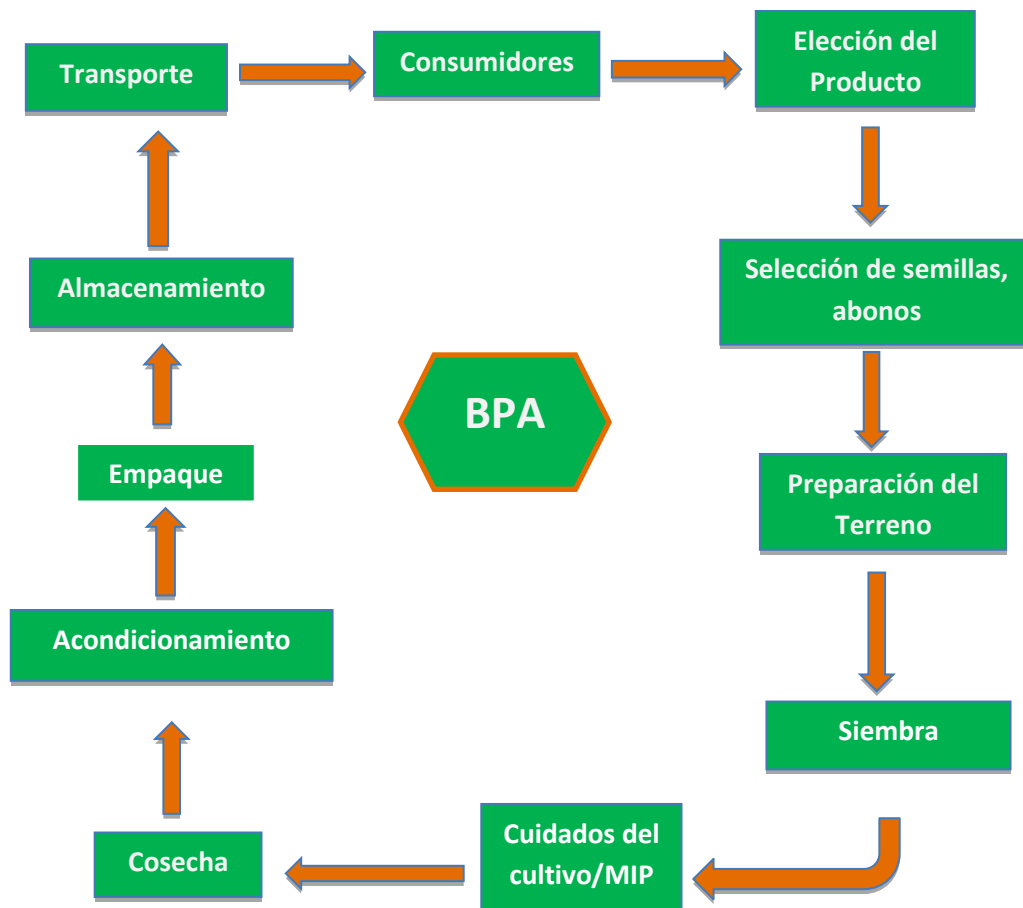 Transporte
Consumidores
Elección del
Producto
Almacenamiento
Selección de semillas,
abonos
BPA
Empaque
Preparación del
Terreno
Acondicionamiento
Siembra
Cosecha
Cuidados del
cultivo/MIP